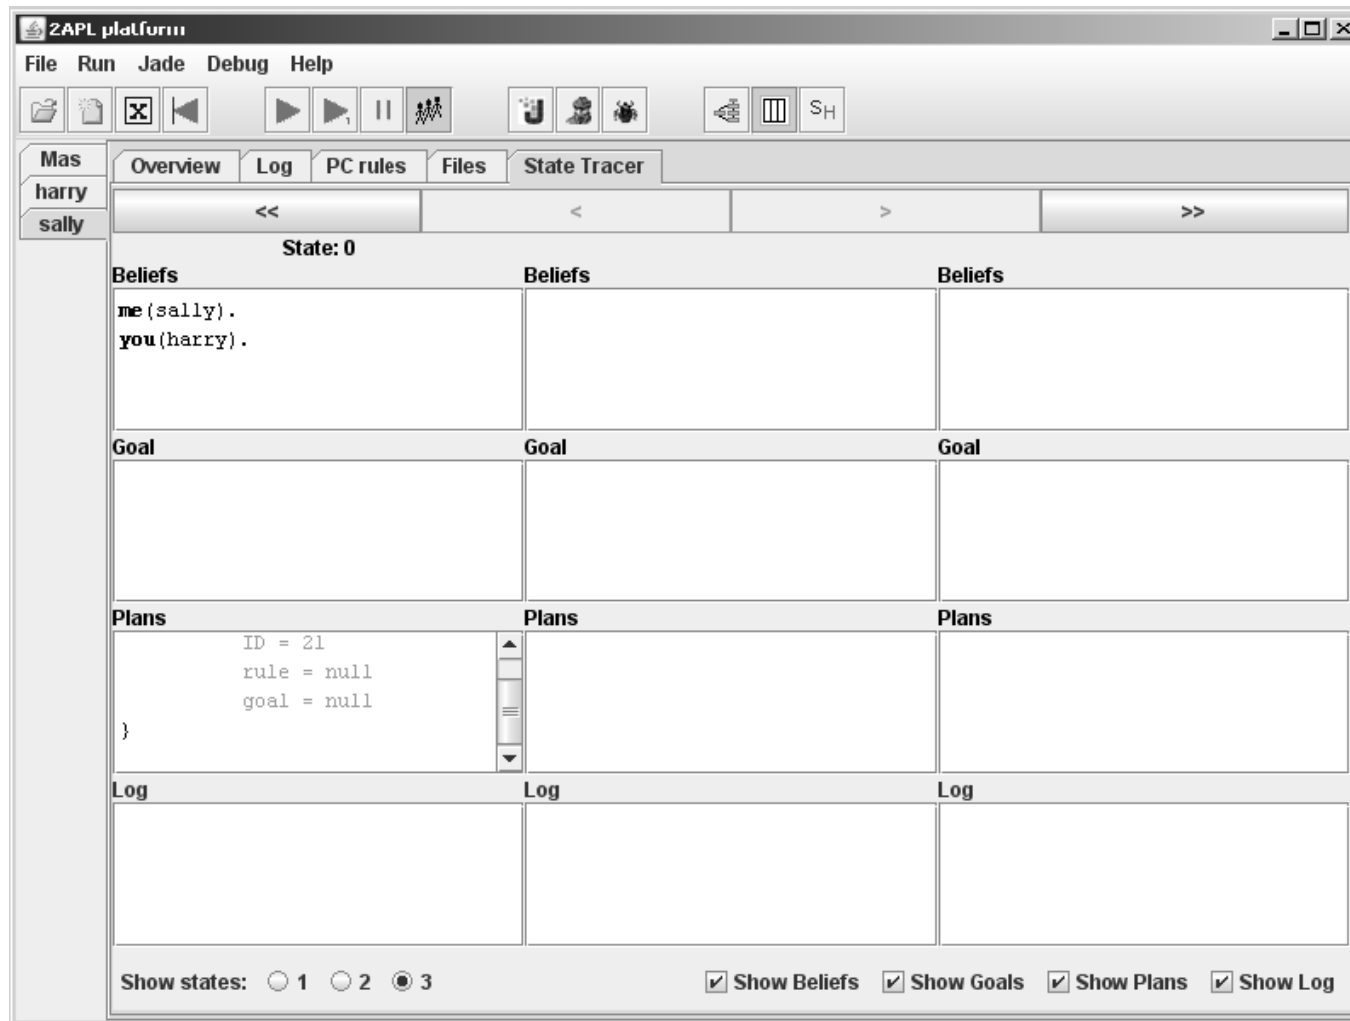 2APL platform
File Run Jade Debug Help
X 1 J SH
Mas
harry
sally
Overview Log PC rules Files State Tracer
<< < > >>
State: 0
Beliefs Beliefs Beliefs
me(sally).
you(harry).
Goal Goal Goal
Plans Plans Plans
ID = 21
rule = null
goal = null
}
Log Log Log
Show states: 1 2 3 Show Beliefs Show Goals Show Plans Show Log